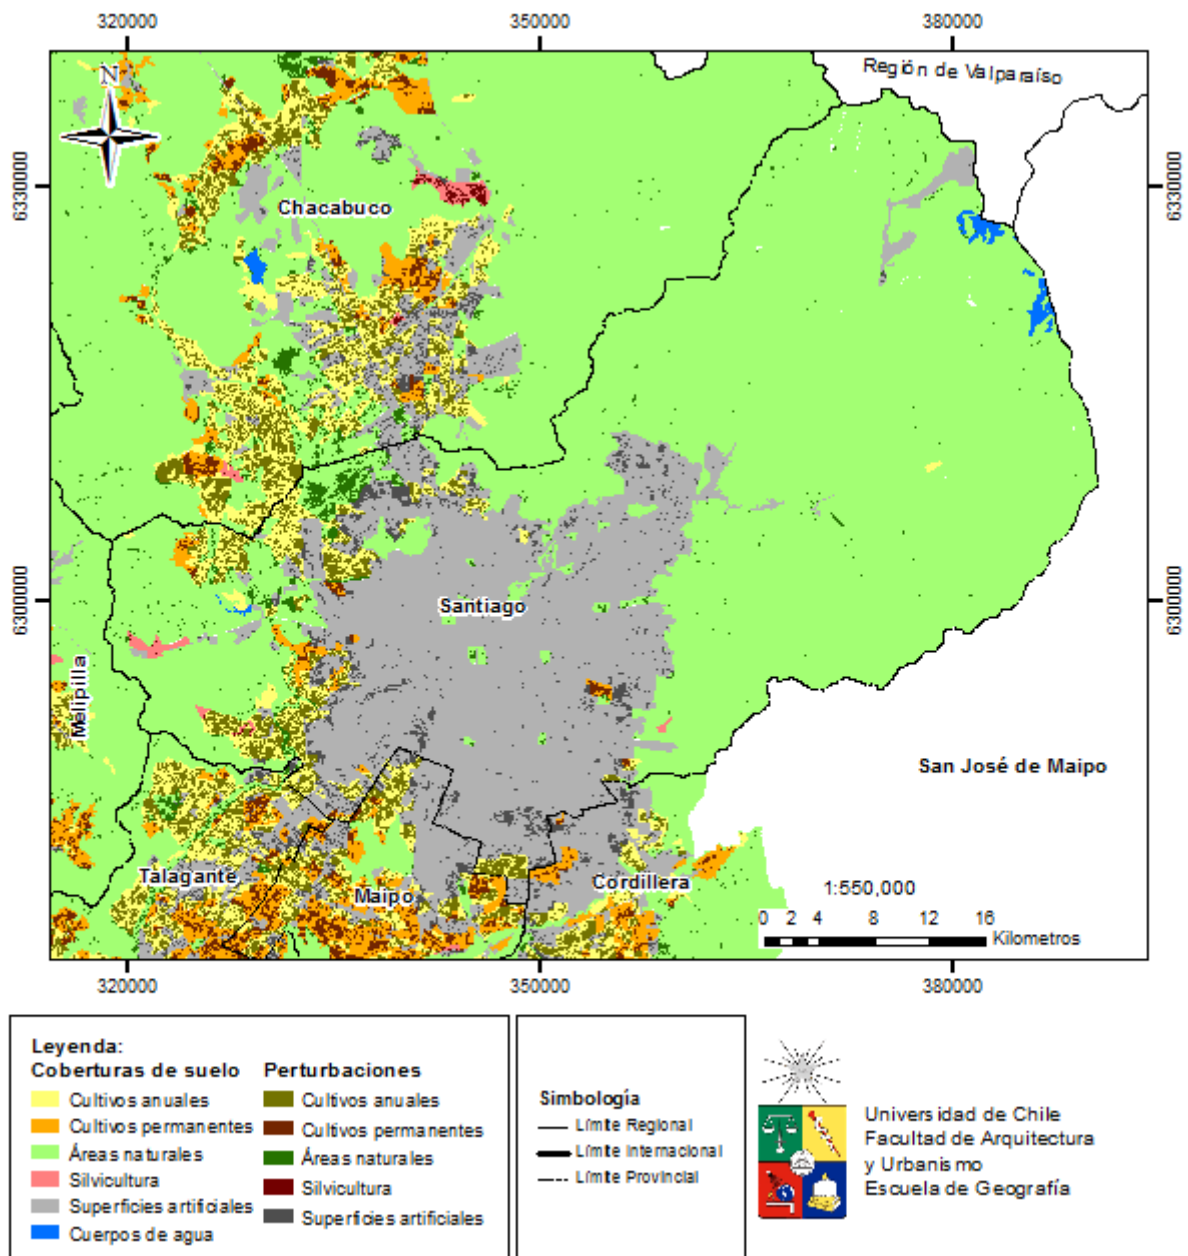 320000 350000 380000
Región de Valparaíso
N
6330000 6330000
Chacabuco
6300000 6300000
Santiago
Melipilla
San José de Maipo
Talagante
Maipo
Cordillera
1:550,000
0 2 4 8 12 16
Kilometros
320000 350000 380000
Leyenda:
Coberturas de suelo
Cultivos anuales
Cultivos permanentes
Áreas naturales
Silvicultura
Superficies artificiales
Cuerpos de agua
Perturbaciones
Cultivos anuales
Cultivos permanentes
Áreas naturales
Silvicultura
Superficies artificiales
Simbología
Límite Regional
Límite Internacional
Límite Provincial
Universidad de Chile
Facultad de Arquitectura
y Urbanismo
Escuela de Geografía